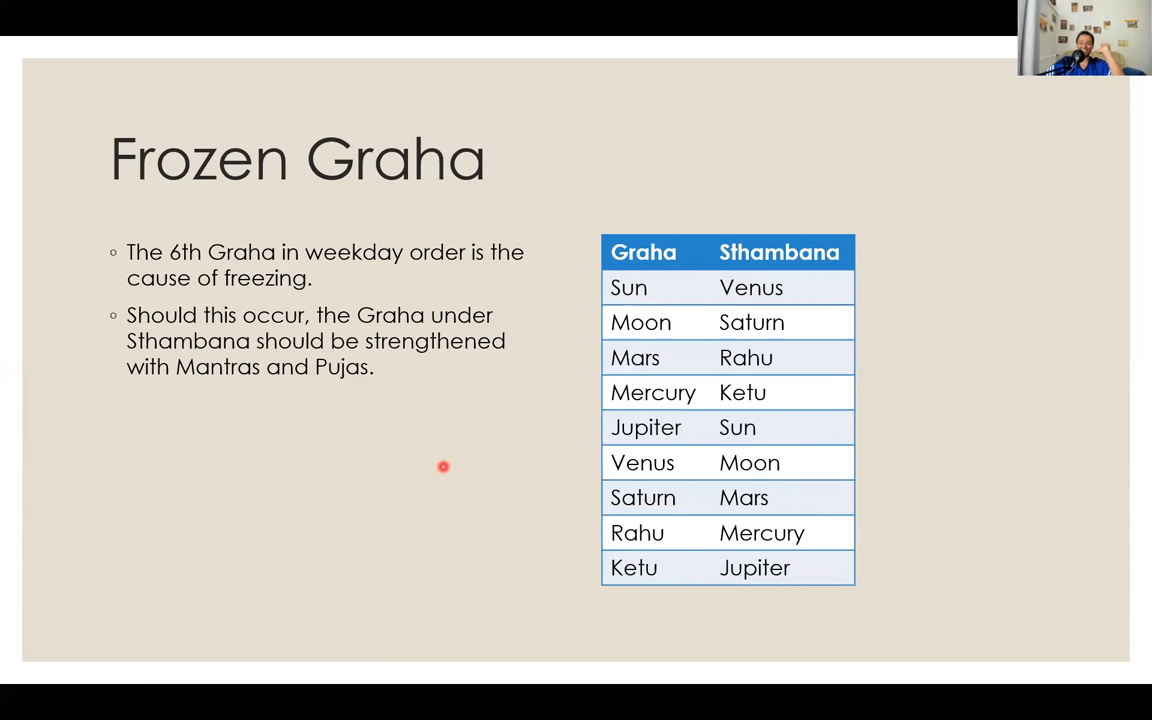 Frozen Graha
◦ The 6th Graha in weekday order is the
cause of freezing.
◦ Should this occur, the Graha under
Sthambana should be strengthened
with Mantras and Pujas.
Graha Sthambana
Sun Venus
Moon Saturn
Mars Rahu
Mercury Ketu
Jupiter Sun
Venus Moon
Saturn Mars
Rahu Mercury
Ketu Jupiter